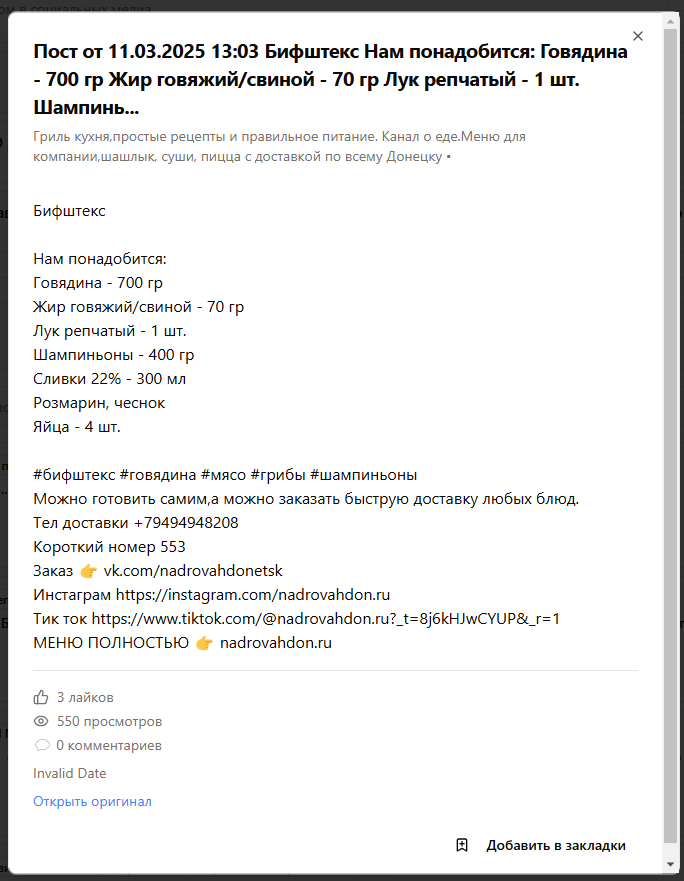 Пост от 11.03.2025 13:03 Бифштекс Нам понадобится: Говядина
- 700 гр Жир говяжий/свиной - 70 гр Лук репчатый - 1 шт.
Шампинь...
Гриль кухня,простые рецепты и правильное питание. Канал о еде.Меню для
компании,шашлык, суши, пицца с доставкой по всему Донецку •
Бифштекс
Нам понадобится:
Говядина - 700 гр
Жир говяжий/свиной - 70 гр
Лук репчатый - 1 шт.
Шампиньоны - 400 гр
Сливки 22% - 300 мл
Розмарин, чеснок
Яйца - 4 шт.
#бифштекс #говядина #мясо #грибы #шампиньоны
Можно готовить самим,а можно заказать быструю доставку любых блюд.
Тел доставки +79494948208
Короткий номер 553
Заказ 👉 vk.com/nadrovahdonetsk
Инстаграм https://instagram.com/nadrovahdon.ru
Тик ток https://www.tiktok.com/@nadrovahdon.ru?_t=8j6kHJwCYUP&_r=1
МЕНЮ ПОЛНОСТЬЮ 👉 nadrovahdon.ru
3 лайков
550 просмотров
0 комментариев
Invalid Date
Открыть оригинал
Добавить в закладки